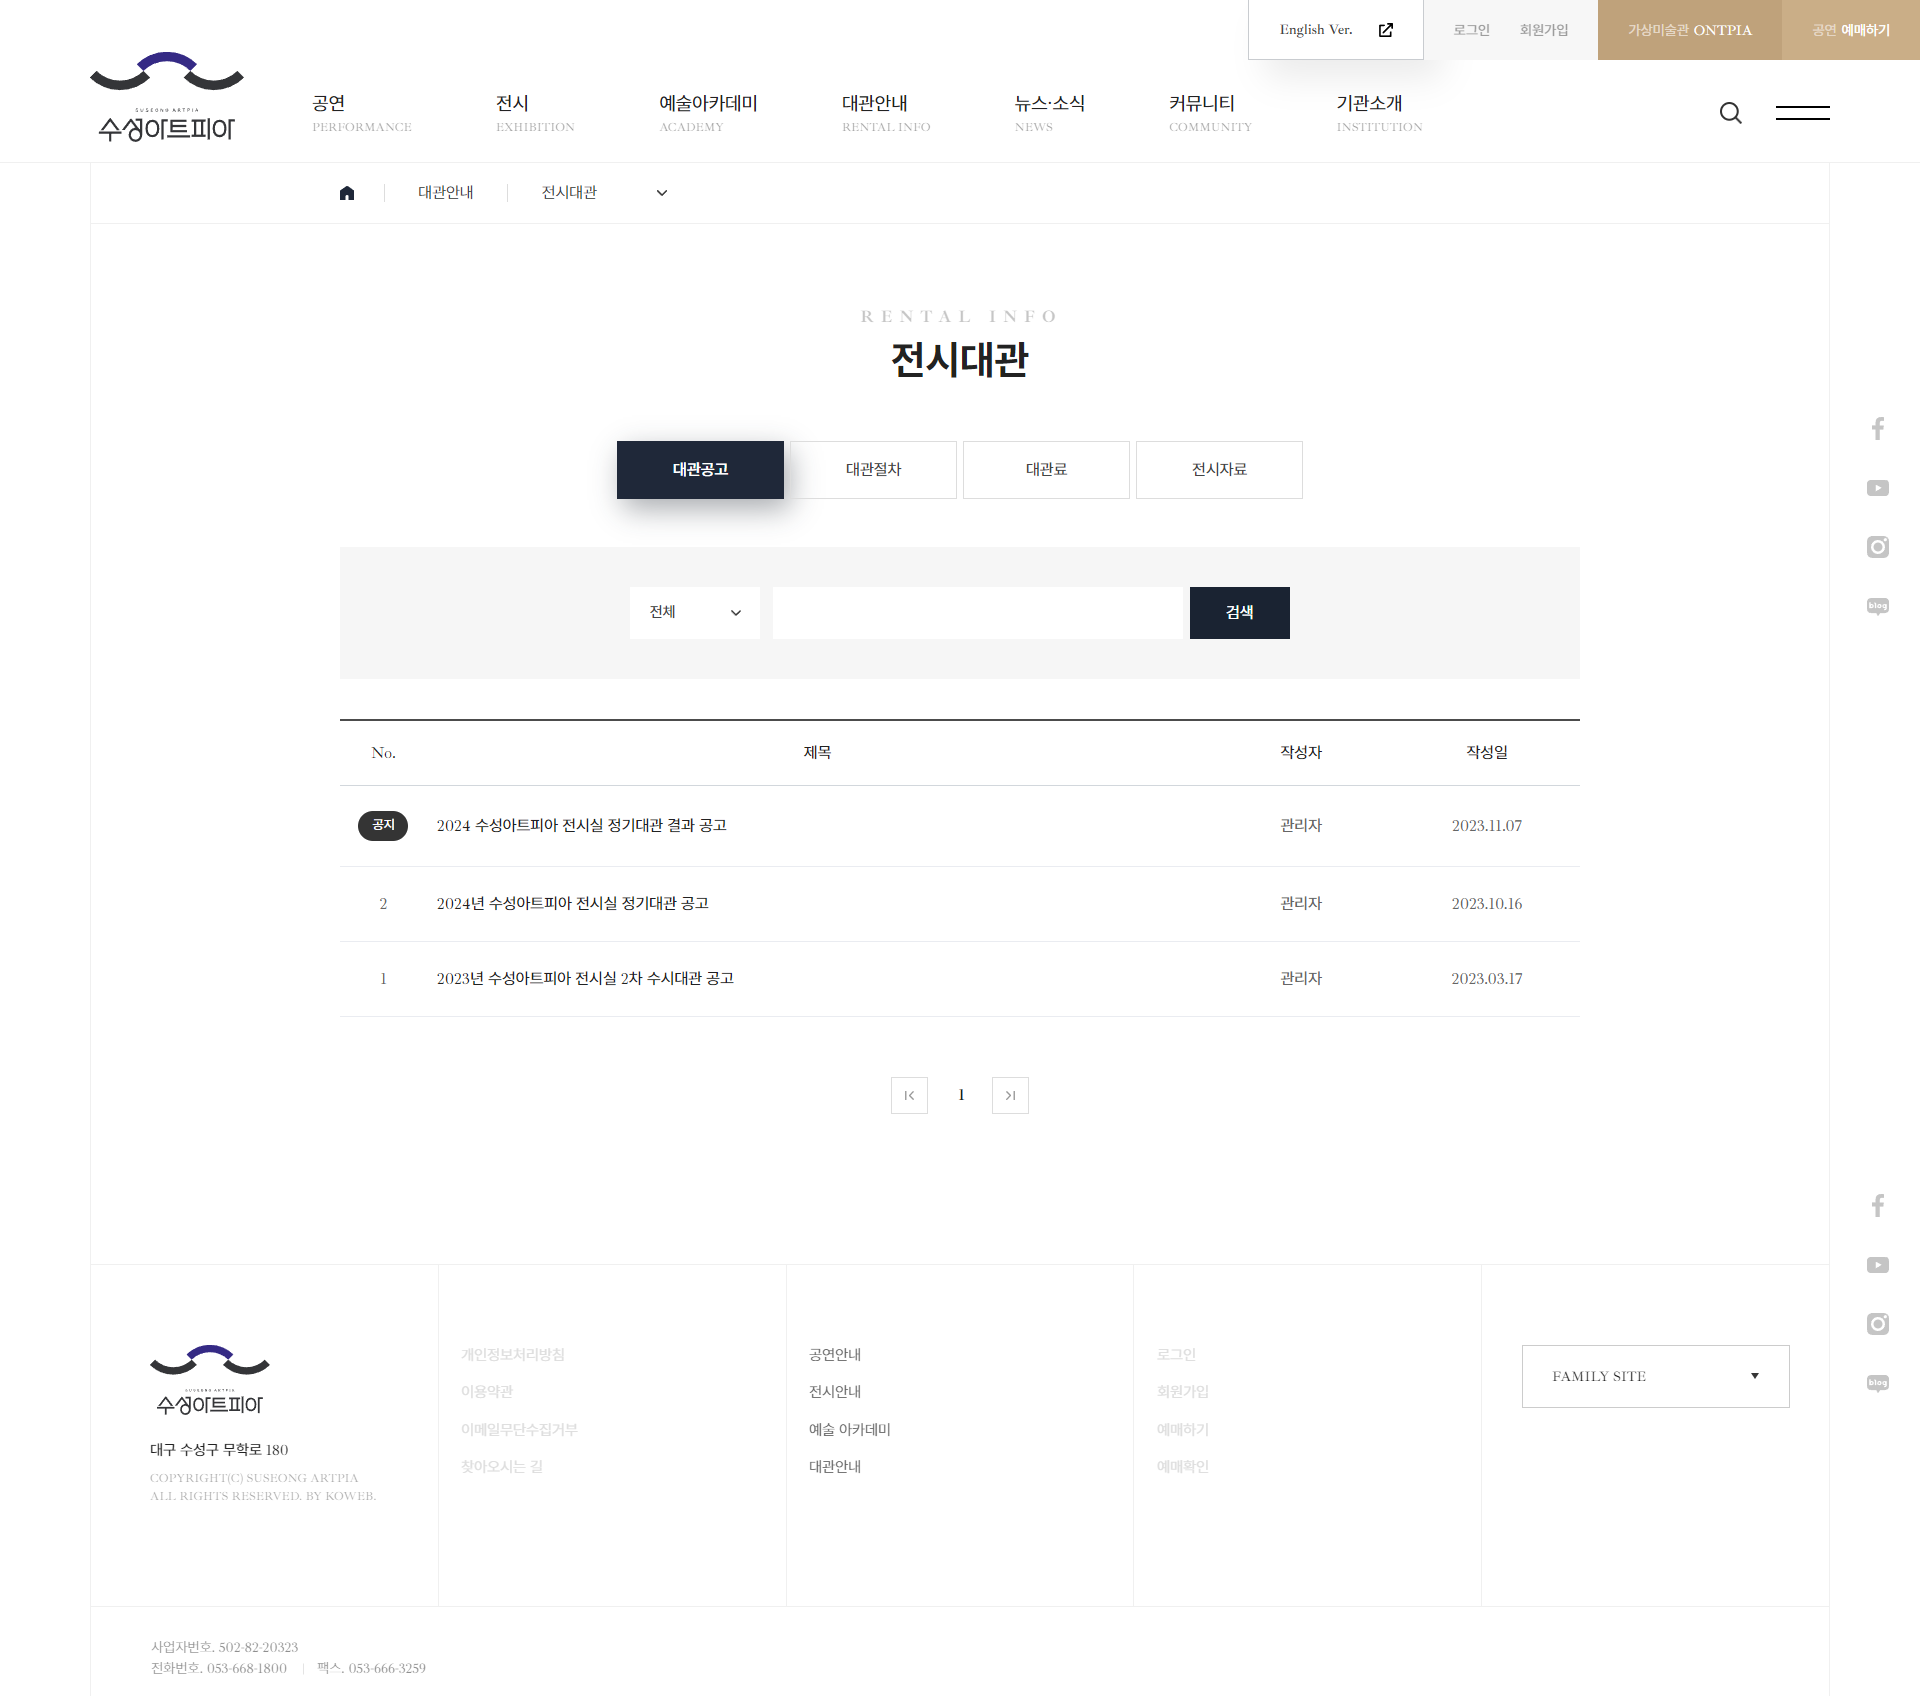 English Ver.
로그인
회원가입
가상미술관 ONTPIA
공연 예매하기
SUSEONG ARTPIA
수성아트피아
공연
PERFORMANCE
전시
EXHIBITION
예술아카데미
ACADEMY
대관안내
RENTAL INFO
뉴스·소식
NEWS
커뮤니티
COMMUNITY
기관소개
INSTITUTION
대관안내
전시대관
RENTAL INFO
전시대관
대관공고
대관절차
대관료
전시자료
전체
검색
No. 제목 작성자 작성일
공지 2024 수성아트피아 전시실 정기대관 결과 공고 관리자 2023.11.07
2 2024년 수성아트피아 전시실 정기대관 공고 관리자 2023.10.16
1 2023년 수성아트피아 전시실 2차 수시대관 공고 관리자 2023.03.17
1
blog
SUSEONG ARTPIA
수성아트피아
대구 수성구 무학로 180
COPYRIGHT(C) SUSEONG ARTPIA
ALL RIGHTS RESERVED. BY KOWEB.
개인정보처리방침
이용약관
이메일무단수집거부
찾아오시는 길
공연안내
전시안내
예술 아카데미
대관안내
로그인
회원가입
예매하기
예매확인
FAMILY SITE
blog
사업자번호. 502-82-20323
전화번호. 053-668-1800 | 팩스. 053-666-3259